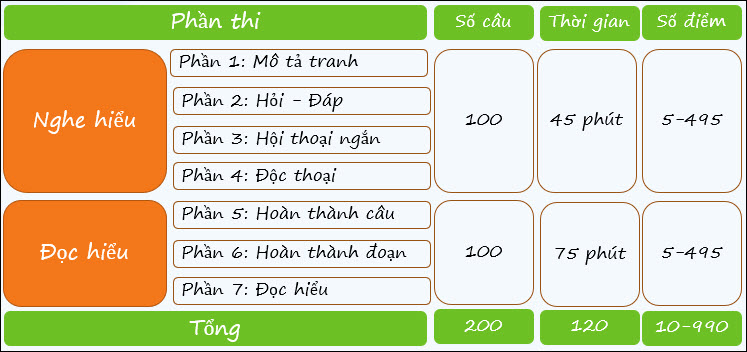 Phần thi Số câu Thời gian Số điểm
Nghe hiểu
Phần 1: Mô tả tranh
Phần 2: Hỏi - Đáp
Phần 3: Hội thoại ngắn
Phần 4: Độc thoại
100 45 phút 5-495
Đọc hiểu
Phần 5: Hoàn thành câu
Phần 6: Hoàn thành đoạn
Phần 7: Đọc hiểu
100 75 phút 5-495
Tổng 200 120 10-990